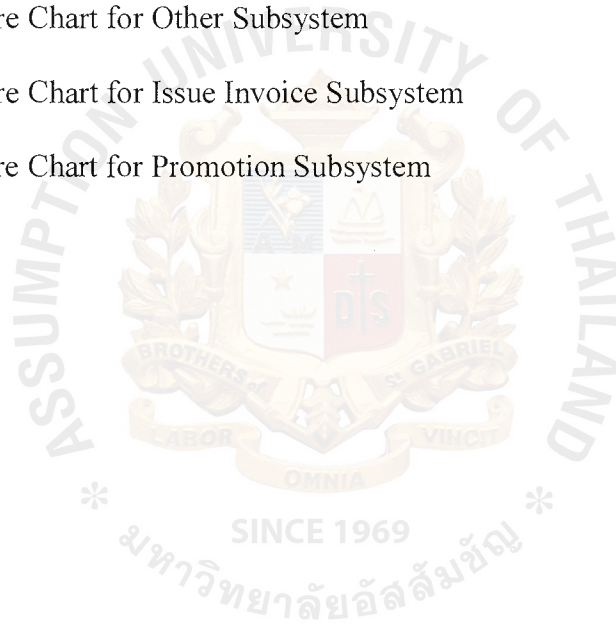 re Chart for Other Subsystem
re Chart for Issue Invoice Subsystem
re Chart for Promotion Subsystem
ASSUMPTION UNIVERSITY OF THAILAND
A M
D S
BROTHERS of St GABRIEL
LABOR
VINCIT
OMNIA
SINCE 1969
* มหาวิทยาลัยอัสสัมชัญ *